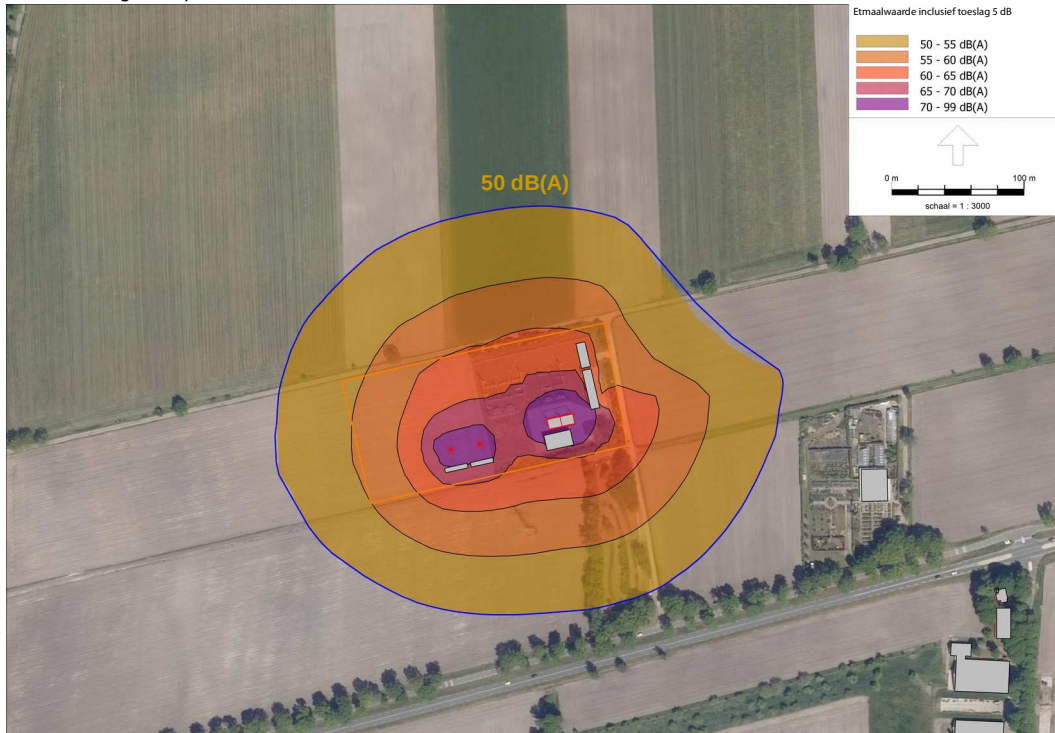 Etmaalwaarde inclusief toeslag 5 dB
50 - 55 dB(A)
55 - 60 dB(A)
60 - 65 dB(A)
65 - 70 dB(A)
70 - 99 dB(A)
0 m 100 m
schaal = 1 : 3000
50 dB(A)